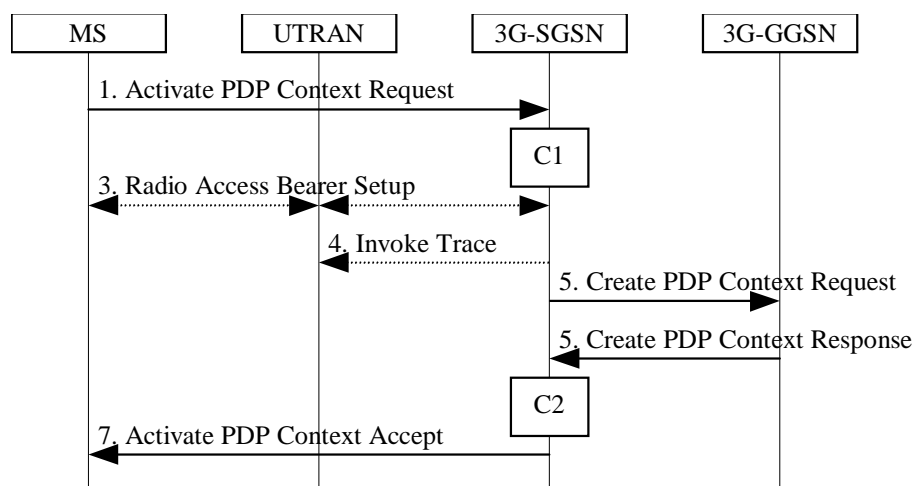 MS UTRAN 3G-SGSN 3G-GGSN
1. Activate PDP Context Request
C1
3. Radio Access Bearer Setup
4. Invoke Trace
5. Create PDP Context Request
5. Create PDP Context Response
C2
7. Activate PDP Context Accept